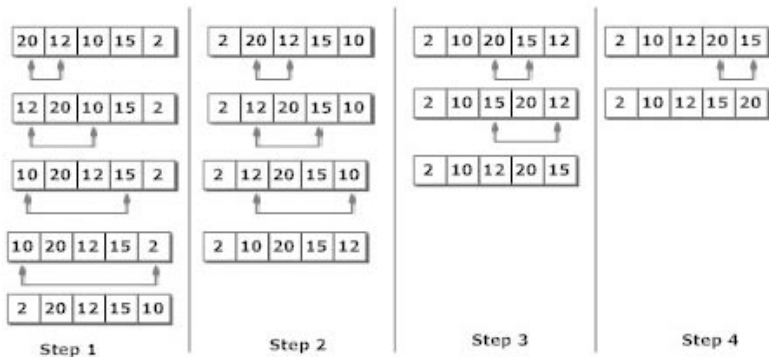 20 12 10 15 2
12 20 10 15 2
10 20 12 15 2
10 20 12 15 2
2 20 12 15 10
Step 1
2 20 12 15 10
2 12 20 15 10
2 12 20 15 10
2 10 20 15 12
Step 2
2 10 20 15 12
2 10 15 20 12
2 10 12 20 15
Step 3
2 10 12 20 15
2 10 12 15 20
Step 4